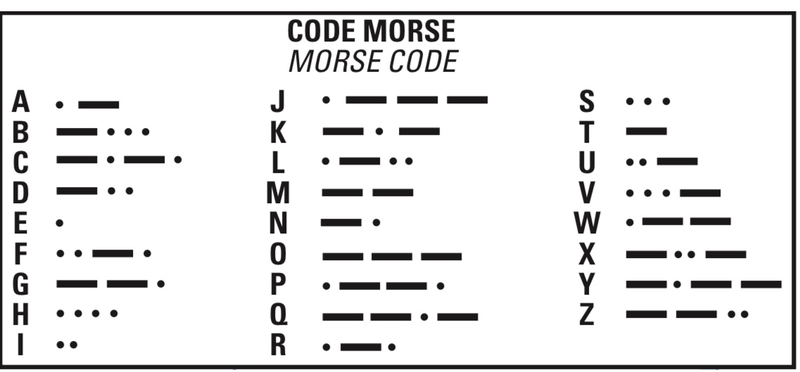 CODE MORSE
MORSE CODE
A · —
B — · · ·
C — · — ·
D — · ·
E ·
F · · — ·
G — — ·
H · · · ·
I · ·
J · — — —
K — · —
L · — · ·
M — —
N — ·
O — — —
P · — — ·
Q — — · —
R · — ·
S · · ·
T —
U · · —
V · · · —
W · — —
X — · · —
Y — · — —
Z — — · ·